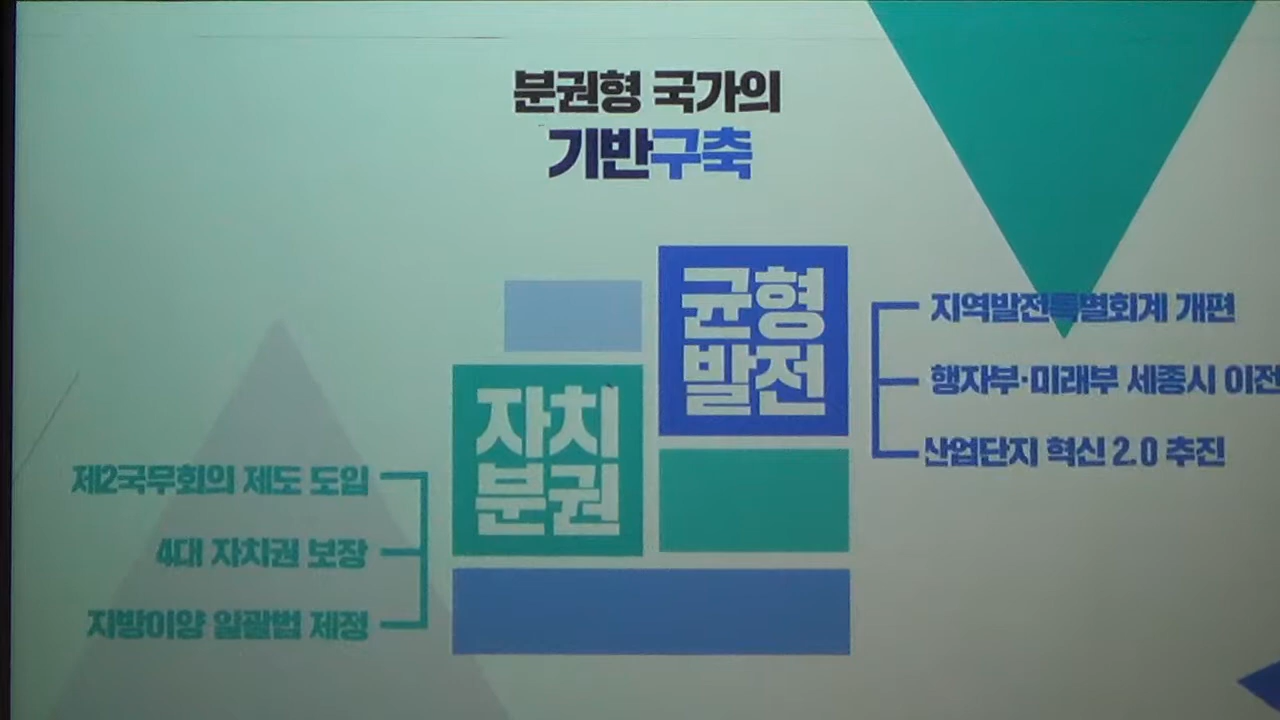 분권형 국가의
기반구축
균형
발전
지역발전특별회계 개편
행자부·미래부 세종시 이전
산업단지 혁신 2.0 추진
자치
분권
제2국무회의 제도 도입
4대 자치권 보장
지방이양 일괄법 제정